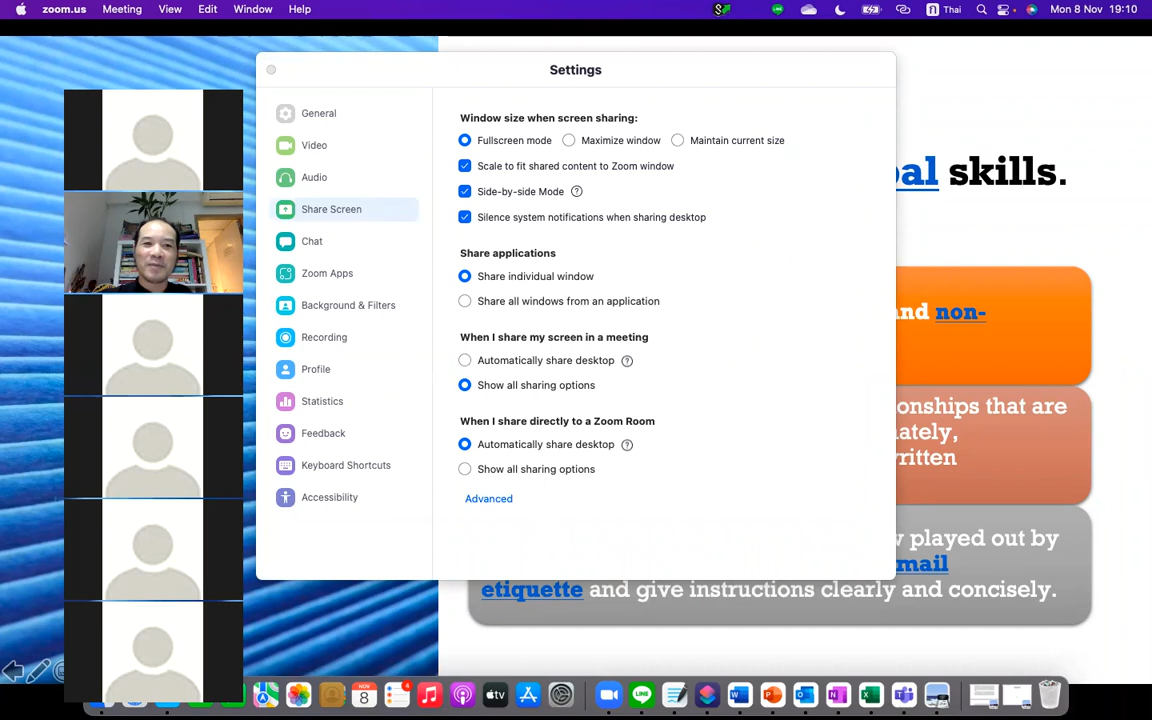 zoom.us Meeting View Edit Window Help
Thai Mon 8 Nov 19:10
Settings
General
Video
Audio
Share Screen
Chat
Zoom Apps
Background & Filters
Recording
Profile
Statistics
Feedback
Keyboard Shortcuts
Accessibility
Window size when screen sharing:
Fullscreen mode Maximize window Maintain current size
Scale to fit shared content to Zoom window
Side-by-side Mode ?
Silence system notifications when sharing desktop
Share applications
Share individual window
Share all windows from an application
When I share my screen in a meeting
Automatically share desktop ?
Show all sharing options
When I share directly to a Zoom Room
Automatically share desktop ?
Show all sharing options
Advanced
skills.
and non-
onships that are
ately,
ritten
played out by
mail
etiquette and give instructions clearly and concisely.
NOV
8
4
tv